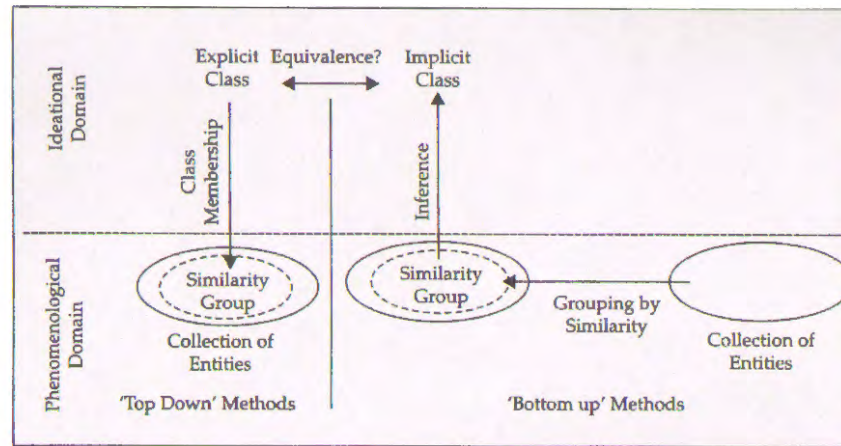 Ideational
Domain
Explicit
Class
Equivalence?
Implicit
Class
Class
Membership
Inference
Phenomenological
Domain
Similarity
Group
Collection of
Entities
Similarity
Group
Grouping by
Similarity
Collection of
Entities
'Top Down' Methods
'Bottom up' Methods